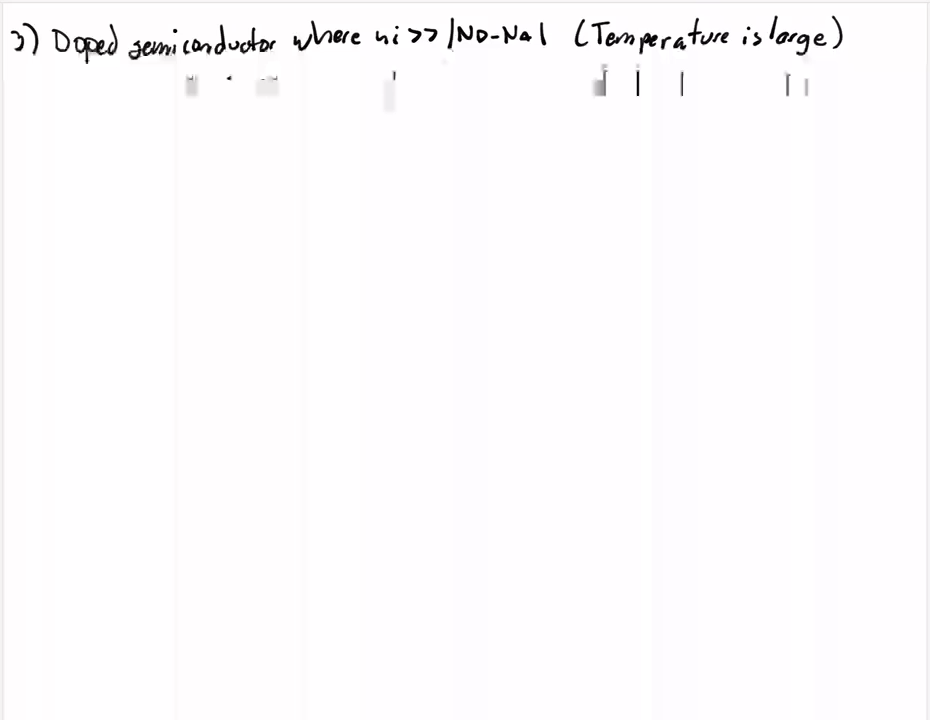 3) Doped semiconductor where ni >> |ND-NA| (Temperature is large)